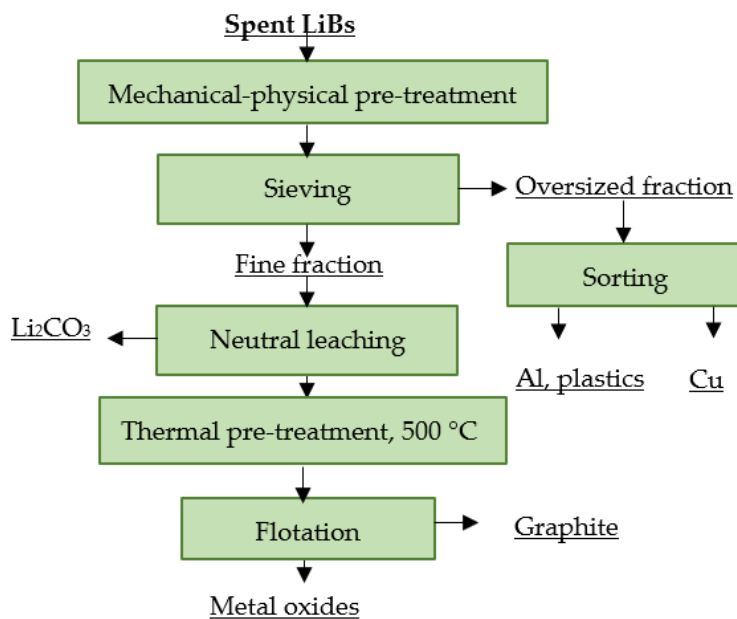 Spent LiBs
Mechanical-physical pre-treatment
Sieving
Oversized fraction
Fine fraction
Sorting
Li₂CO₃
Neutral leaching
Al, plastics
Cu
Thermal pre-treatment, 500 °C
Flotation
Graphite
Metal oxides